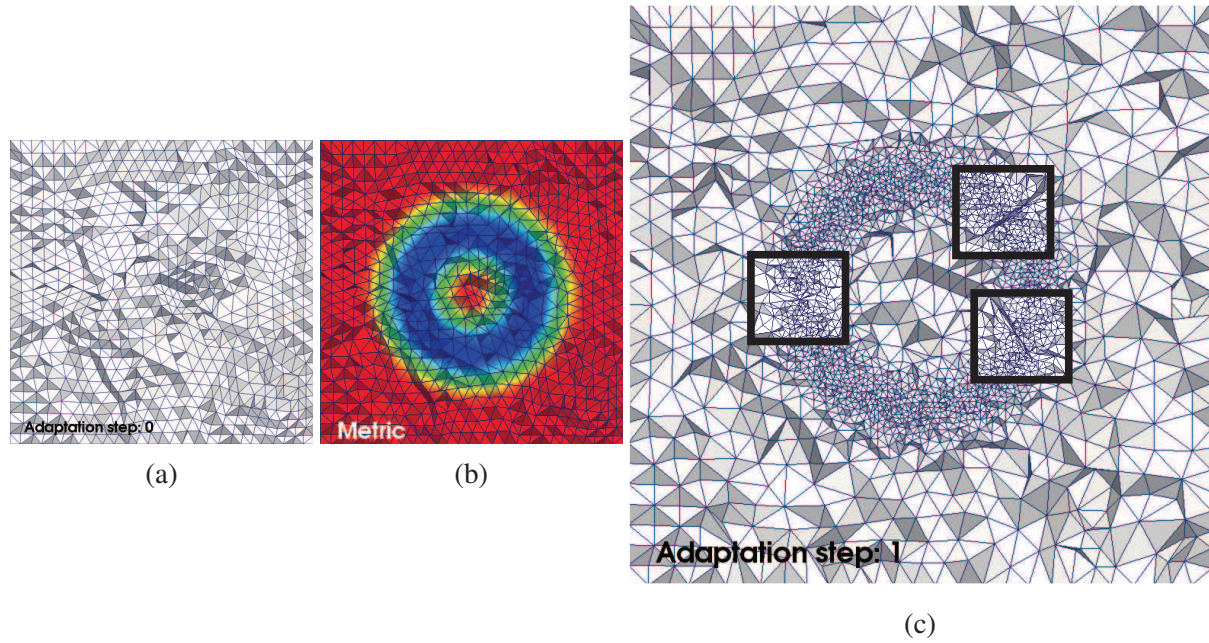 Adaptation step: 0
Metric
(a)
(b)
Adaptation step: 1
(c)